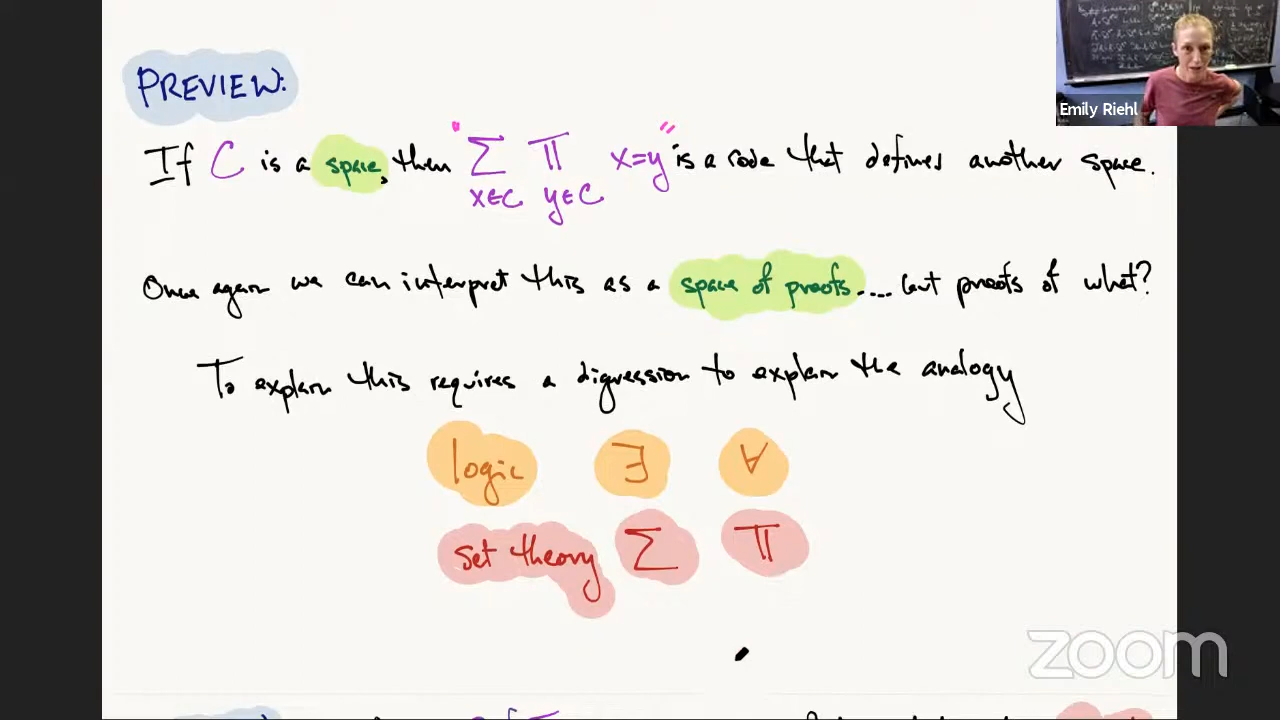 PREVIEW:
Emily Riehl
If C is a space, then "Σ Π x=y" is a code that defines another space.
x∈C y∈C
Once again we can interpret this as a space of proofs.... but proofs of what?
To explain this requires a digression to explain the analogy
logic ∃ ∀
set theory Σ Π
zoom